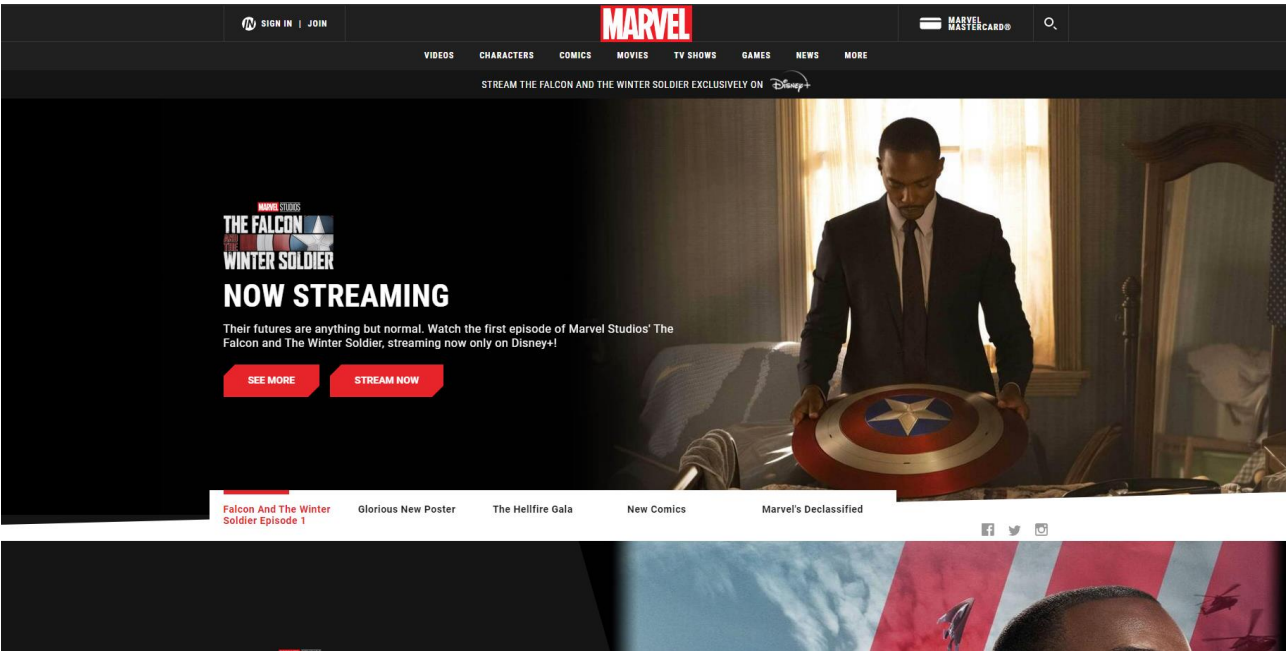 SIGN IN | JOIN
MARVEL
MARVEL
MASTERCARD®
VIDEOS CHARACTERS COMICS MOVIES TV SHOWS GAMES NEWS MORE
STREAM THE FALCON AND THE WINTER SOLDIER EXCLUSIVELY ON Disney+
MARVEL STUDIOS
THE FALCON
AND THE
WINTER SOLDIER
NOW STREAMING
Their futures are anything but normal. Watch the first episode of Marvel Studios' The
Falcon and The Winter Soldier, streaming now only on Disney+!
SEE MORE STREAM NOW
Falcon And The Winter
Soldier Episode 1
Glorious New Poster
The Hellfire Gala
New Comics
Marvel's Declassified